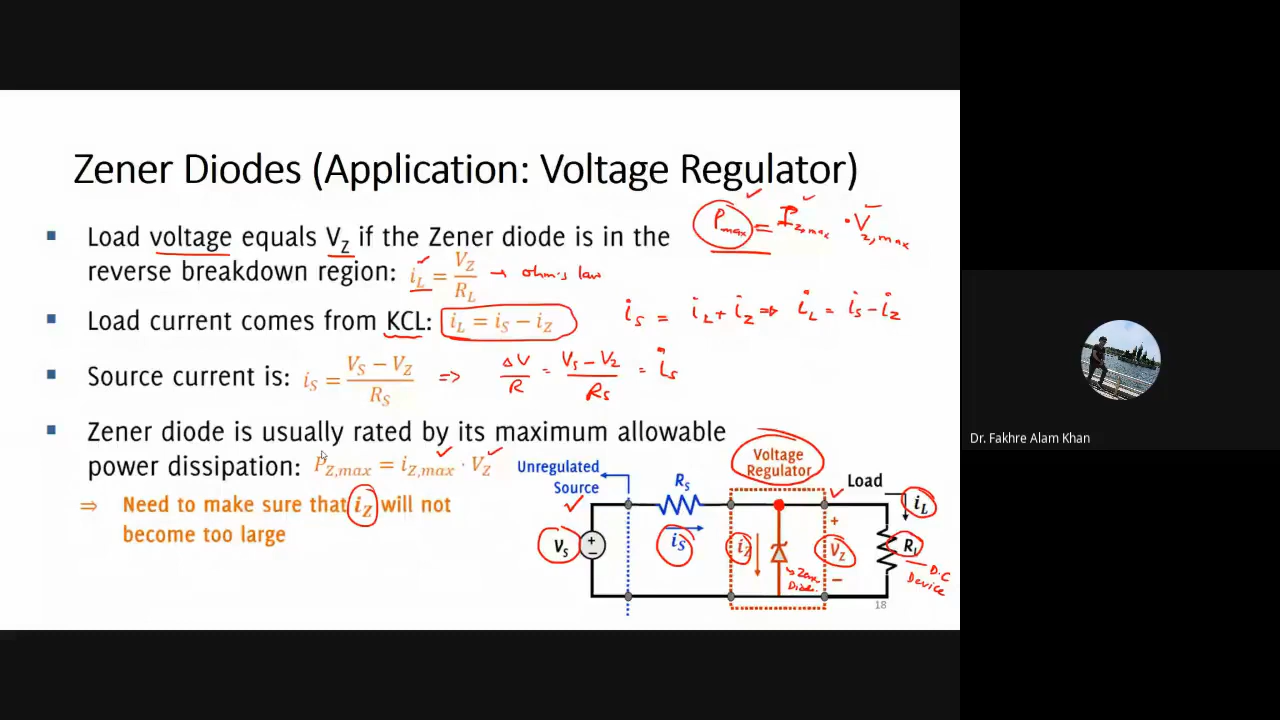 Zener Diodes (Application: Voltage Regulator)
P_max = I_z,max · V_z,max
▪ Load voltage equals V_Z if the Zener diode is in the
reverse breakdown region: i_L = V_Z / R_L → ohm's law
▪ Load current comes from KCL: i_L = i_S − i_Z
i_S = i_L + i_Z ⇒ i_L = i_S − i_Z
▪ Source current is: i_S = (V_S − V_Z) / R_S
⇒ ΔV / R = (V_S − V_Z) / R_S = i_S
▪ Zener diode is usually rated by its maximum allowable
power dissipation: P_Z,max = i_Z,max · V_Z
⇒ Need to make sure that i_Z will not
become too large
Unregulated
Source
R_S
Voltage
Regulator
Load
i_L
V_S
+
−
i_S
i_Z
+
V_Z
−
R_L
Zener
Diode
D.C
Device
18
Dr. Fakhre Alam Khan